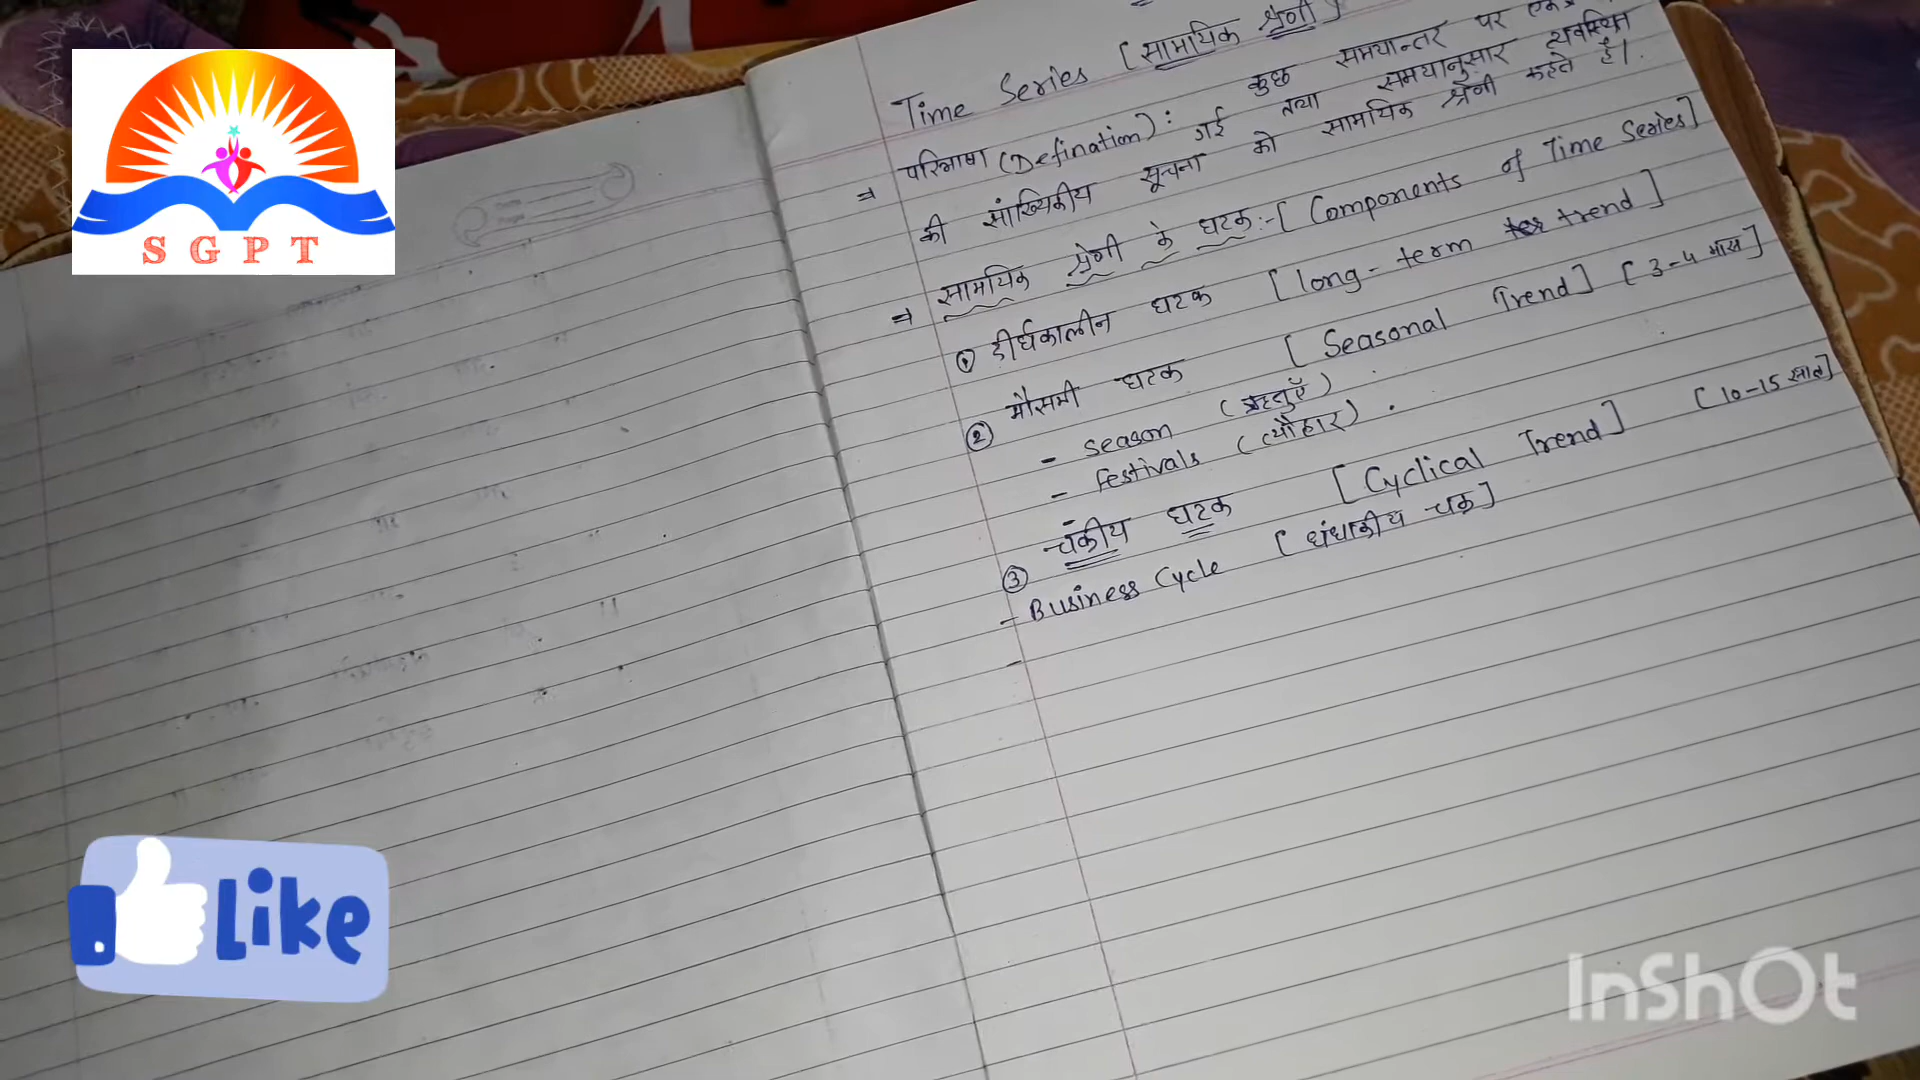 SGPT
Time Series [सामयिक श्रेणी]
⇒ परिभाषा (Defination): कुछ समयान्तर पर
की सांख्यिकीय सूचना गई तथा समयानुसार व्यवस्थित
को सामयिक श्रेणी कहते है।
⇒ सामयिक श्रेणी के घटक:- [Components of Time Series]
① दीर्घकालीन घटक [long-term trend]
② मौसमी घटक [Seasonal Trend] [3-4 मास]
- season (ऋतुएँ)
- festivals (त्यौहार)
③ चंकीय घटक [Cyclical Trend] [10-15 साल]
- Business Cycle [धंधाकीय चक्र]
-
Like
InShOt